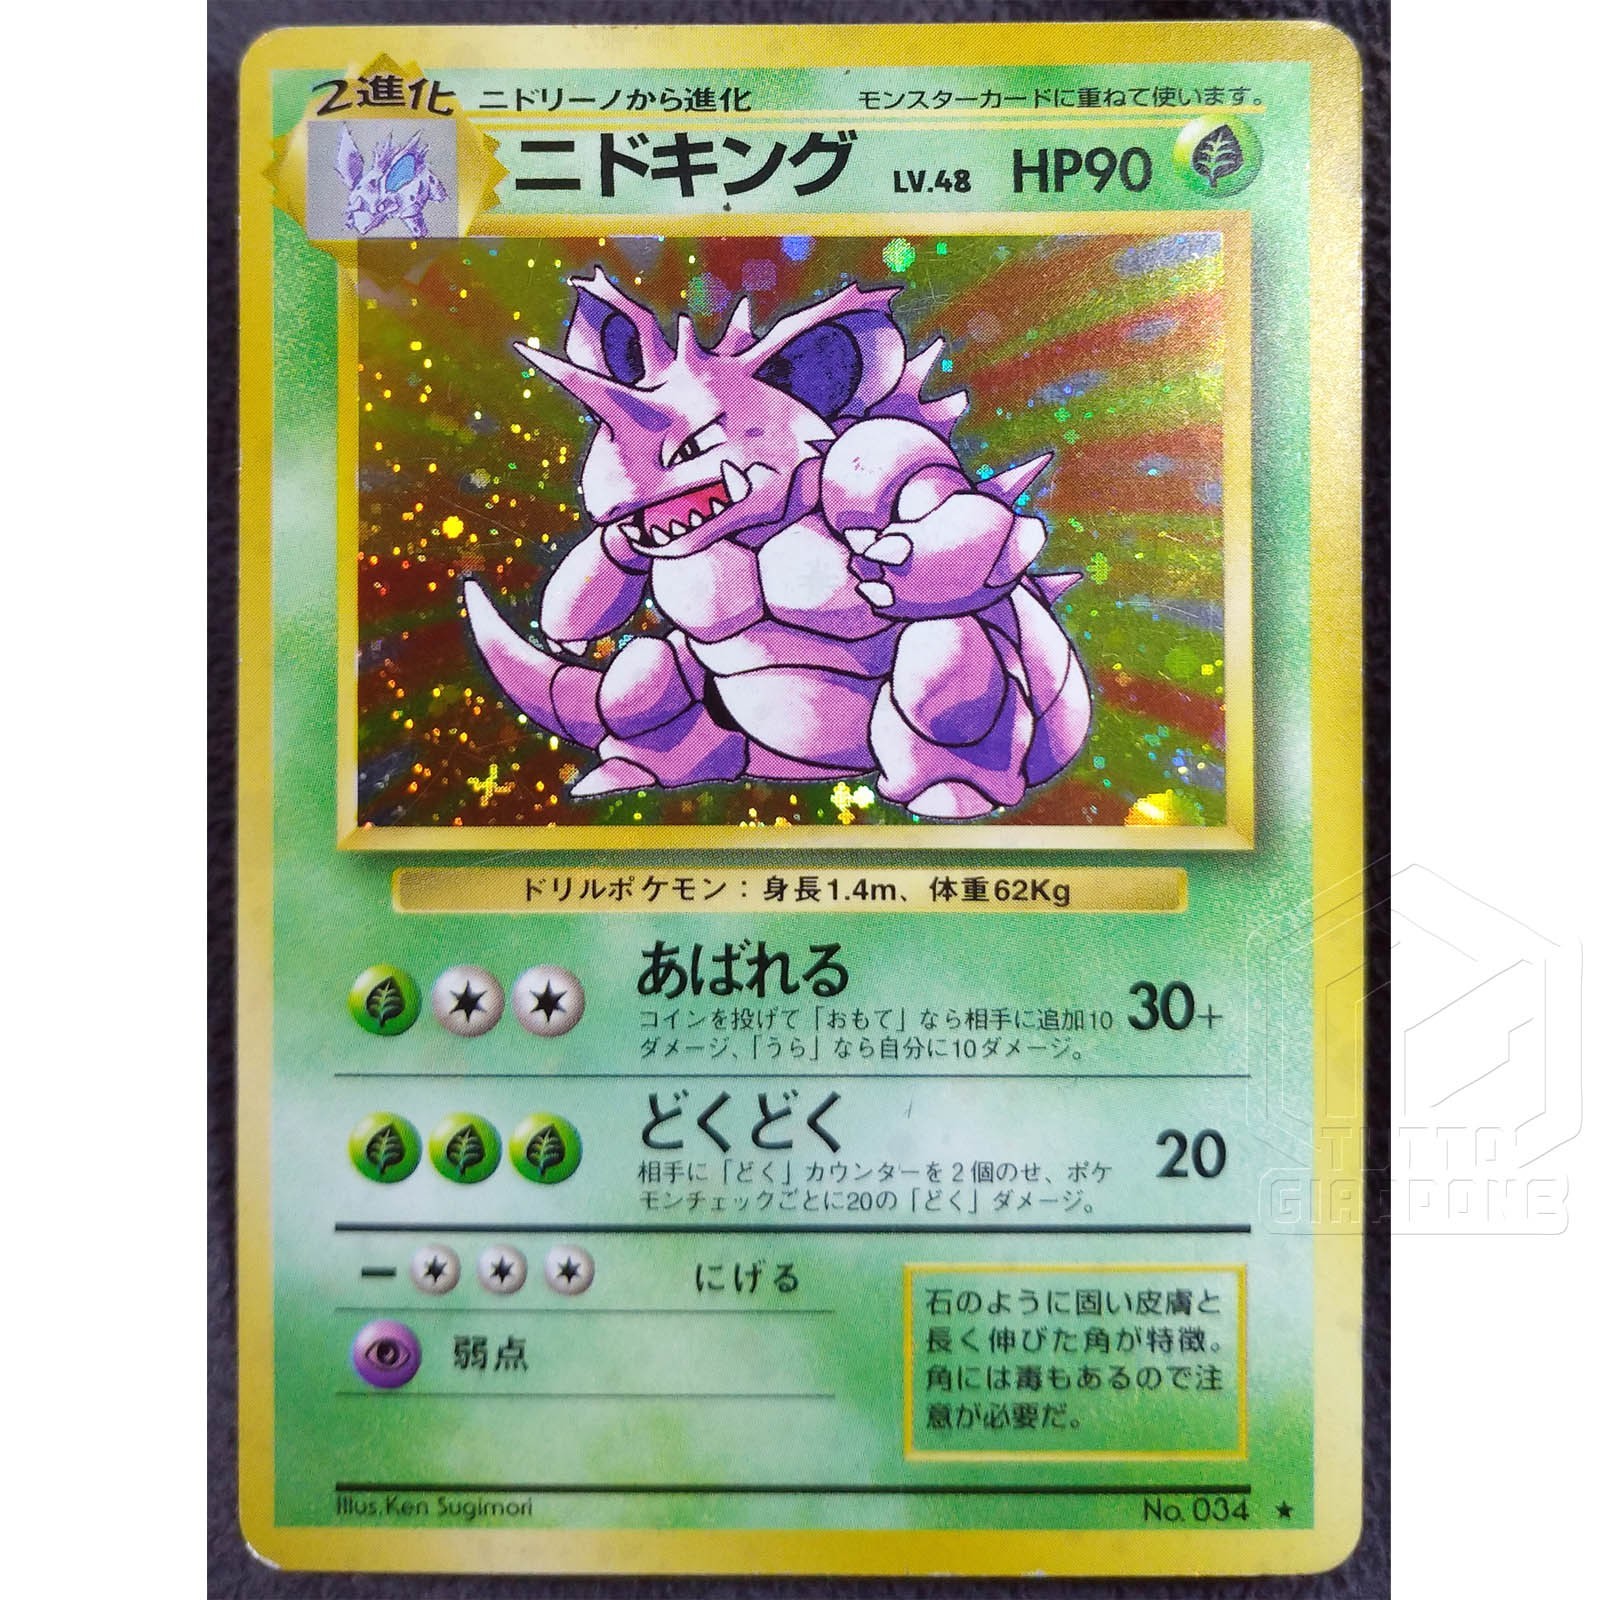 2進化 ニドリーノから進化 モンスターカードに重ねて使います。
ニドキング LV.48 HP90
ドリルポケモン：身長1.4m、体重62Kg
あばれる 30+
コインを投げて「おもて」なら相手に追加10
ダメージ、「うら」なら自分に10ダメージ。
どくどく 20
相手に「どく」カウンターを2個のせ、ポケ
モンチェックごとに20の「どく」ダメージ。
にげる
弱点
石のように固い皮膚と
長く伸びた角が特徴。
角には毒もあるので注
意が必要だ。
Illus.Ken Sugimori No.034
TUTTO
GIAPPONE